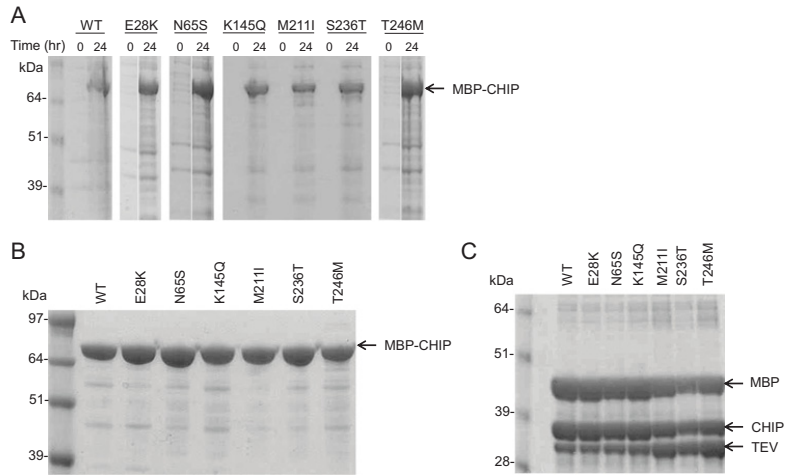 A
WT E28K N65S K145Q M211I S236T T246M
Time (hr) 0 24 0 24 0 24 0 24 0 24 0 24 0 24
kDa
64-
MBP-CHIP
51-
39-
B
WT E28K N65S K145Q M211I S236T T246M
kDa
97-
MBP-CHIP
64-
51-
39-
C
WT E28K N65S K145Q M211I S236T T246M
kDa
64-
51-
MBP
39-
CHIP
TEV
28-